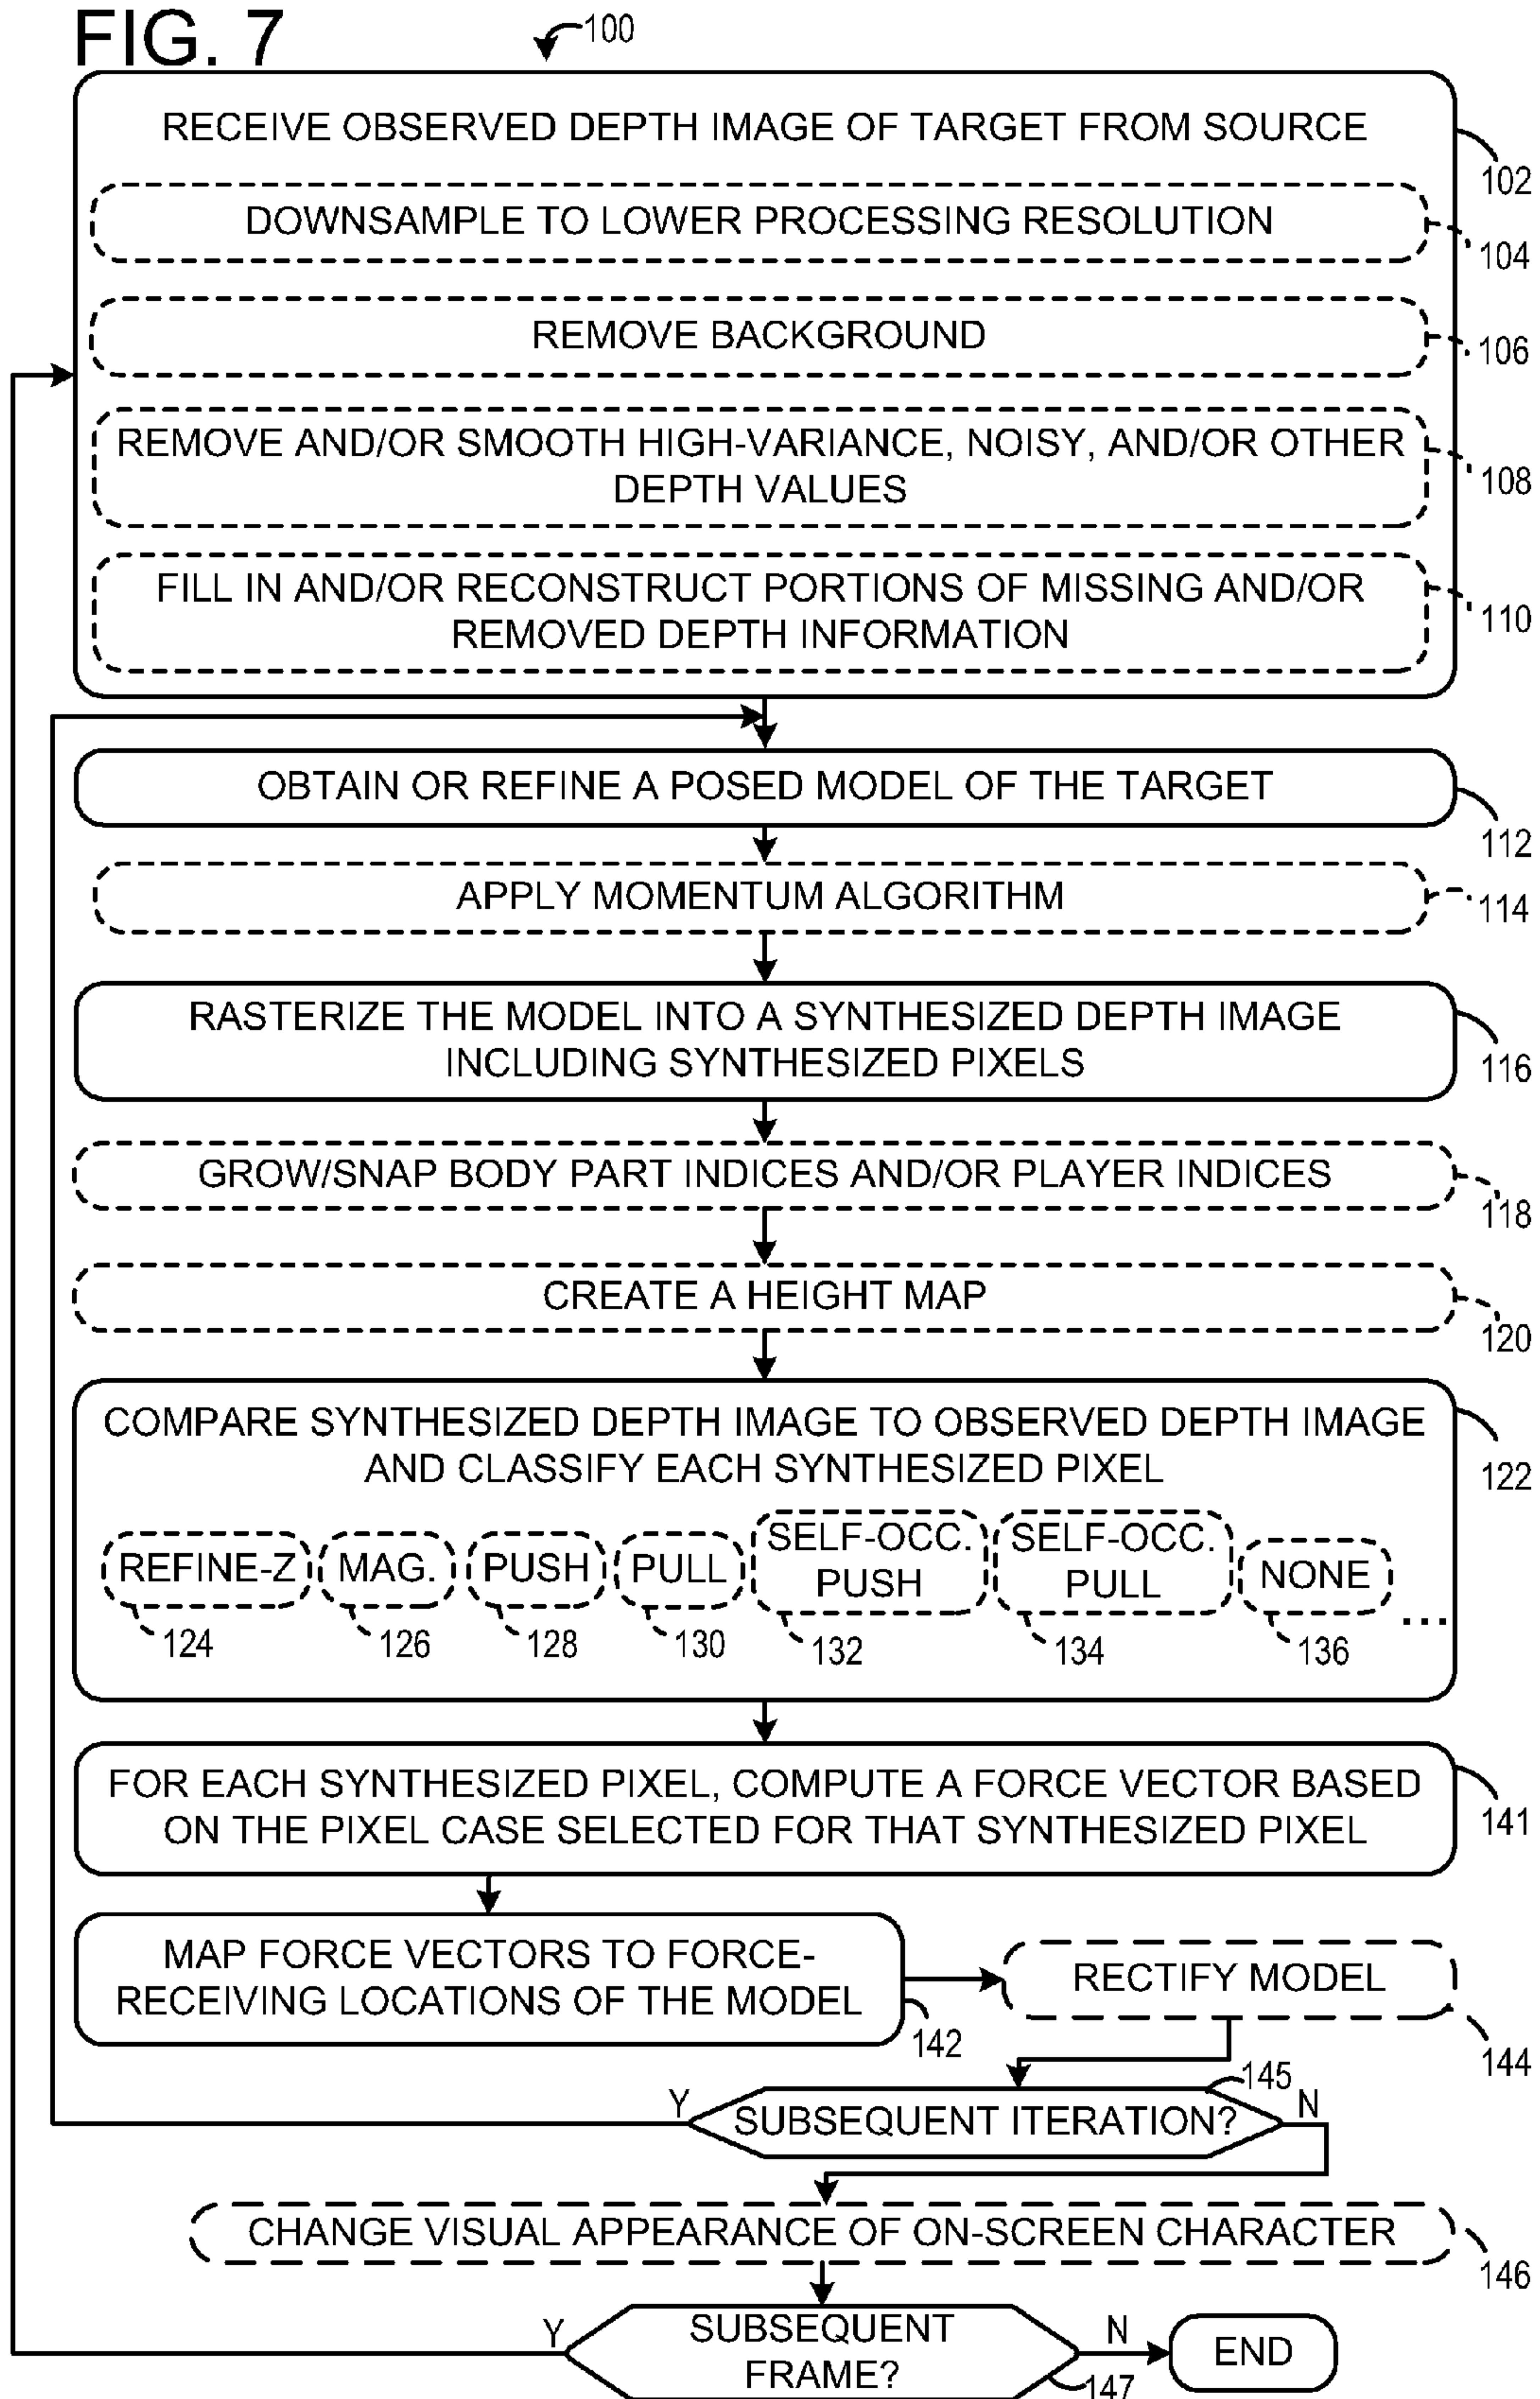 FIG. 7
100
RECEIVE OBSERVED DEPTH IMAGE OF TARGET FROM SOURCE
102
DOWNSAMPLE TO LOWER PROCESSING RESOLUTION
104
REMOVE BACKGROUND
106
REMOVE AND/OR SMOOTH HIGH-VARIANCE, NOISY, AND/OR OTHER
DEPTH VALUES
108
FILL IN AND/OR RECONSTRUCT PORTIONS OF MISSING AND/OR
REMOVED DEPTH INFORMATION
110
OBTAIN OR REFINE A POSED MODEL OF THE TARGET
112
APPLY MOMENTUM ALGORITHM
114
RASTERIZE THE MODEL INTO A SYNTHESIZED DEPTH IMAGE
INCLUDING SYNTHESIZED PIXELS
116
GROW/SNAP BODY PART INDICES AND/OR PLAYER INDICES
118
CREATE A HEIGHT MAP
120
COMPARE SYNTHESIZED DEPTH IMAGE TO OBSERVED DEPTH IMAGE
AND CLASSIFY EACH SYNTHESIZED PIXEL
122
REFINE-Z
124
MAG.
126
PUSH
128
PULL
130
SELF-OCC.
PUSH
132
SELF-OCC.
PULL
134
NONE
136
...
FOR EACH SYNTHESIZED PIXEL, COMPUTE A FORCE VECTOR BASED
ON THE PIXEL CASE SELECTED FOR THAT SYNTHESIZED PIXEL
141
MAP FORCE VECTORS TO FORCE-
RECEIVING LOCATIONS OF THE MODEL
142
RECTIFY MODEL
144
145
Y
SUBSEQUENT ITERATION?
N
CHANGE VISUAL APPEARANCE OF ON-SCREEN CHARACTER
146
Y
SUBSEQUENT
FRAME?
N
147
END